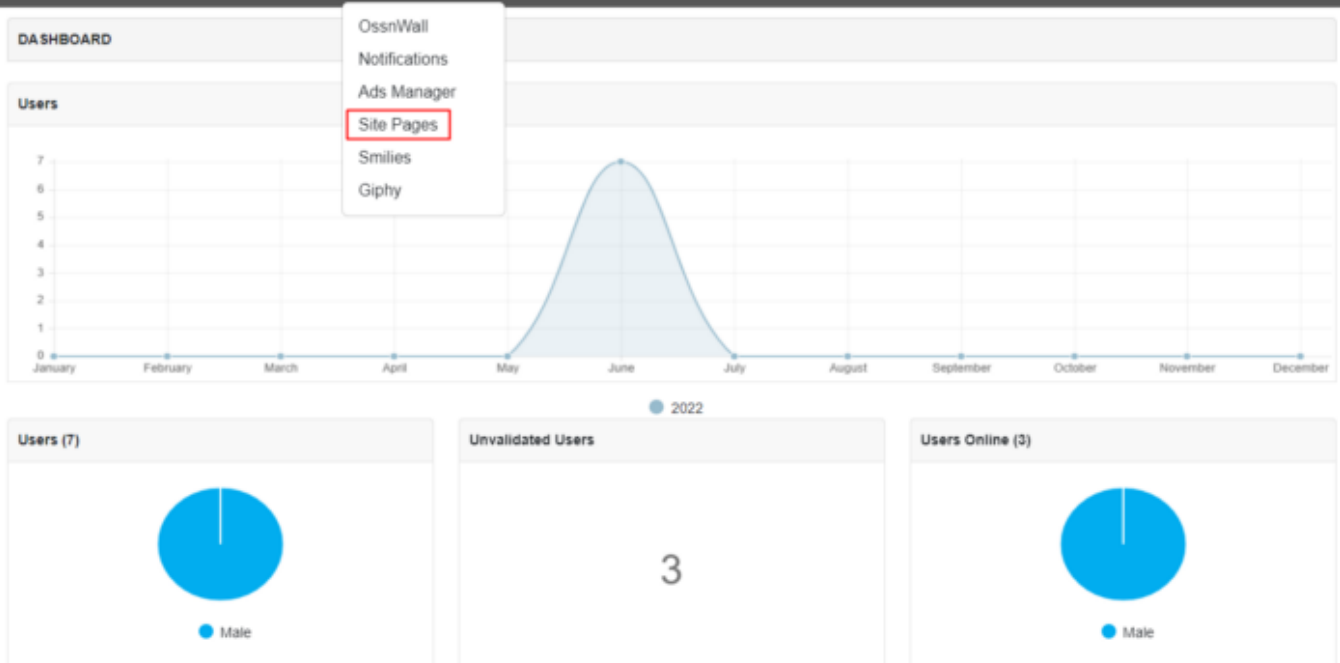 OssnWall
DASHBOARD
Notifications
Ads Manager
Users
Site Pages
Smilies
Giphy
7
6
5
4
3
2
1
0
January February March April May June July August September October November December
2022
Users (7) Unvalidated Users Users Online (3)
3
Male Male